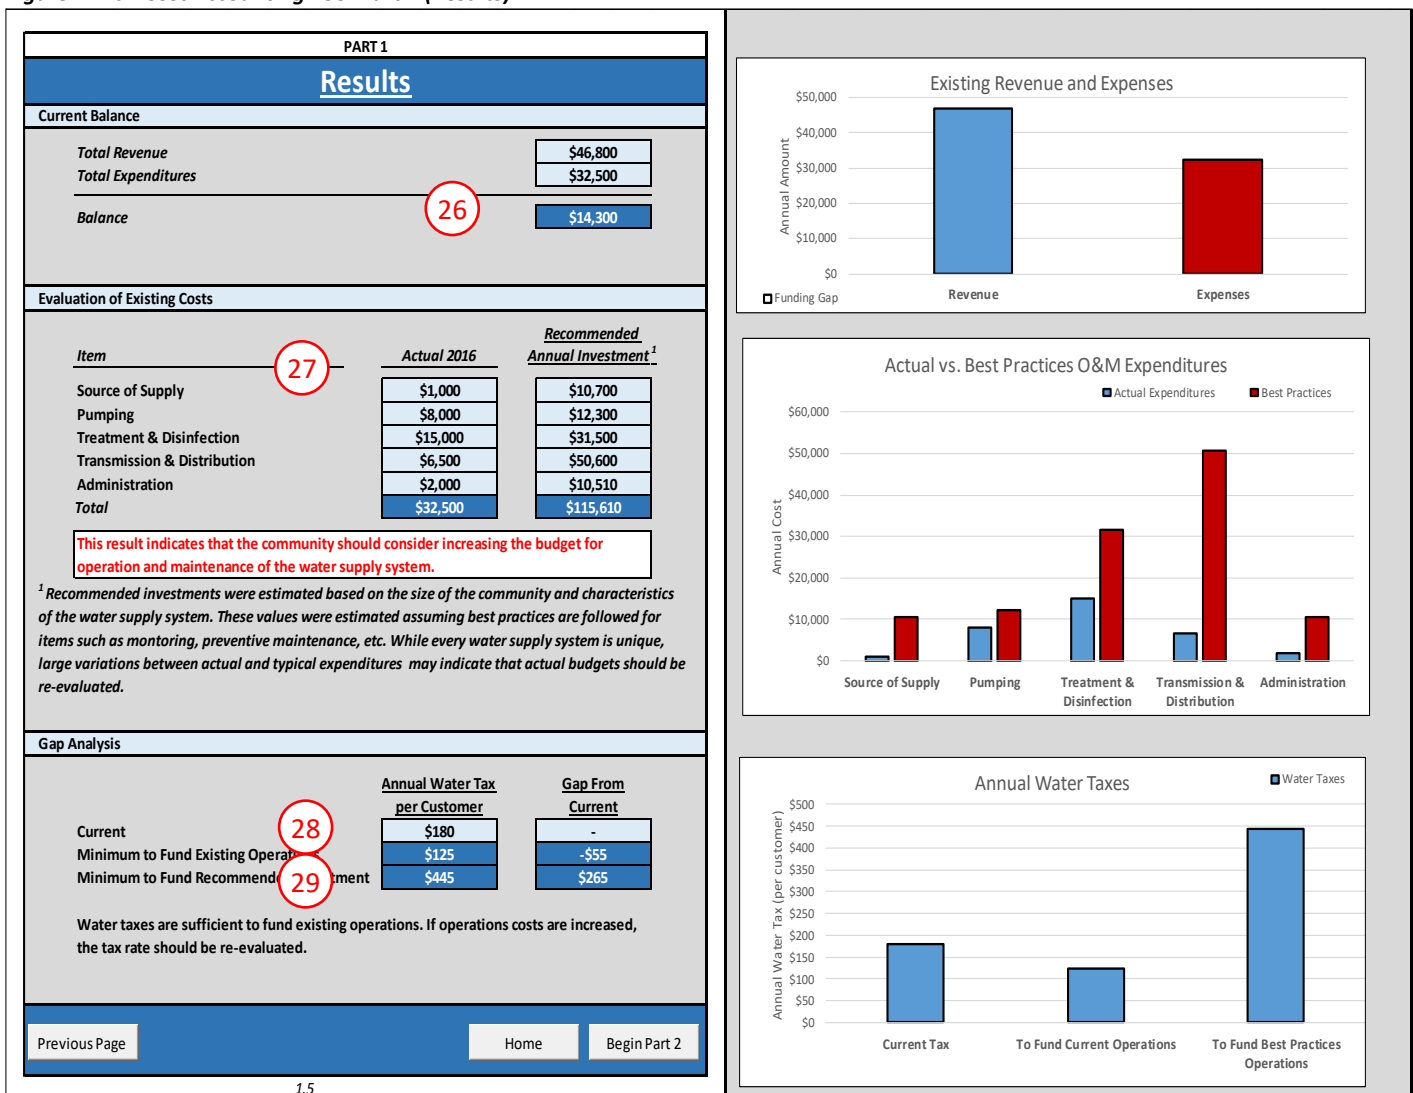 PART 1
Results
Current Balance
Total Revenue $46,800
Total Expenditures $32,500
26
Balance $14,300
Evaluation of Existing Costs
Recommended
Item Actual 2016 Annual Investment 1
27
Source of Supply $1,000 $10,700
Pumping $8,000 $12,300
Treatment & Disinfection $15,000 $31,500
Transmission & Distribution $6,500 $50,600
Administration $2,000 $10,510
Total $32,500 $115,610
This result indicates that the community should consider increasing the budget for
operation and maintenance of the water supply system.
1 Recommended investments were estimated based on the size of the community and characteristics
of the water supply system. These values were estimated assuming best practices are followed for
items such as montoring, preventive maintenance, etc. While every water supply system is unique,
large variations between actual and typical expenditures may indicate that actual budgets should be
re-evaluated.
Gap Analysis
Annual Water Tax Gap From
per Customer Current
Current 28 $180 -
Minimum to Fund Existing $125 -$55
Minimum to Fund 29 $445 $265
Water taxes are sufficient to fund existing operations. If operations costs are increased,
the tax rate should be re-evaluated.
Previous Page Home Begin Part 2
1.5
Existing Revenue and Expenses
$50,000
$40,000
$30,000
$20,000
$10,000
$0
Annual Amount
Revenue Expenses
Funding Gap
Actual vs. Best Practices O&M Expenditures
Actual Expenditures Best Practices
$60,000
$50,000
$40,000
$30,000
$20,000
$10,000
$0
Annual Cost
Source of Supply Pumping Treatment & Transmission & Administration
Disinfection Distribution
Annual Water Taxes
Water Taxes
$500
$450
$400
$350
$300
$250
$200
$150
$100
$50
$0
Annual Water Tax (per customer)
Current Tax To Fund Current Operations To Fund Best Practices
Operations